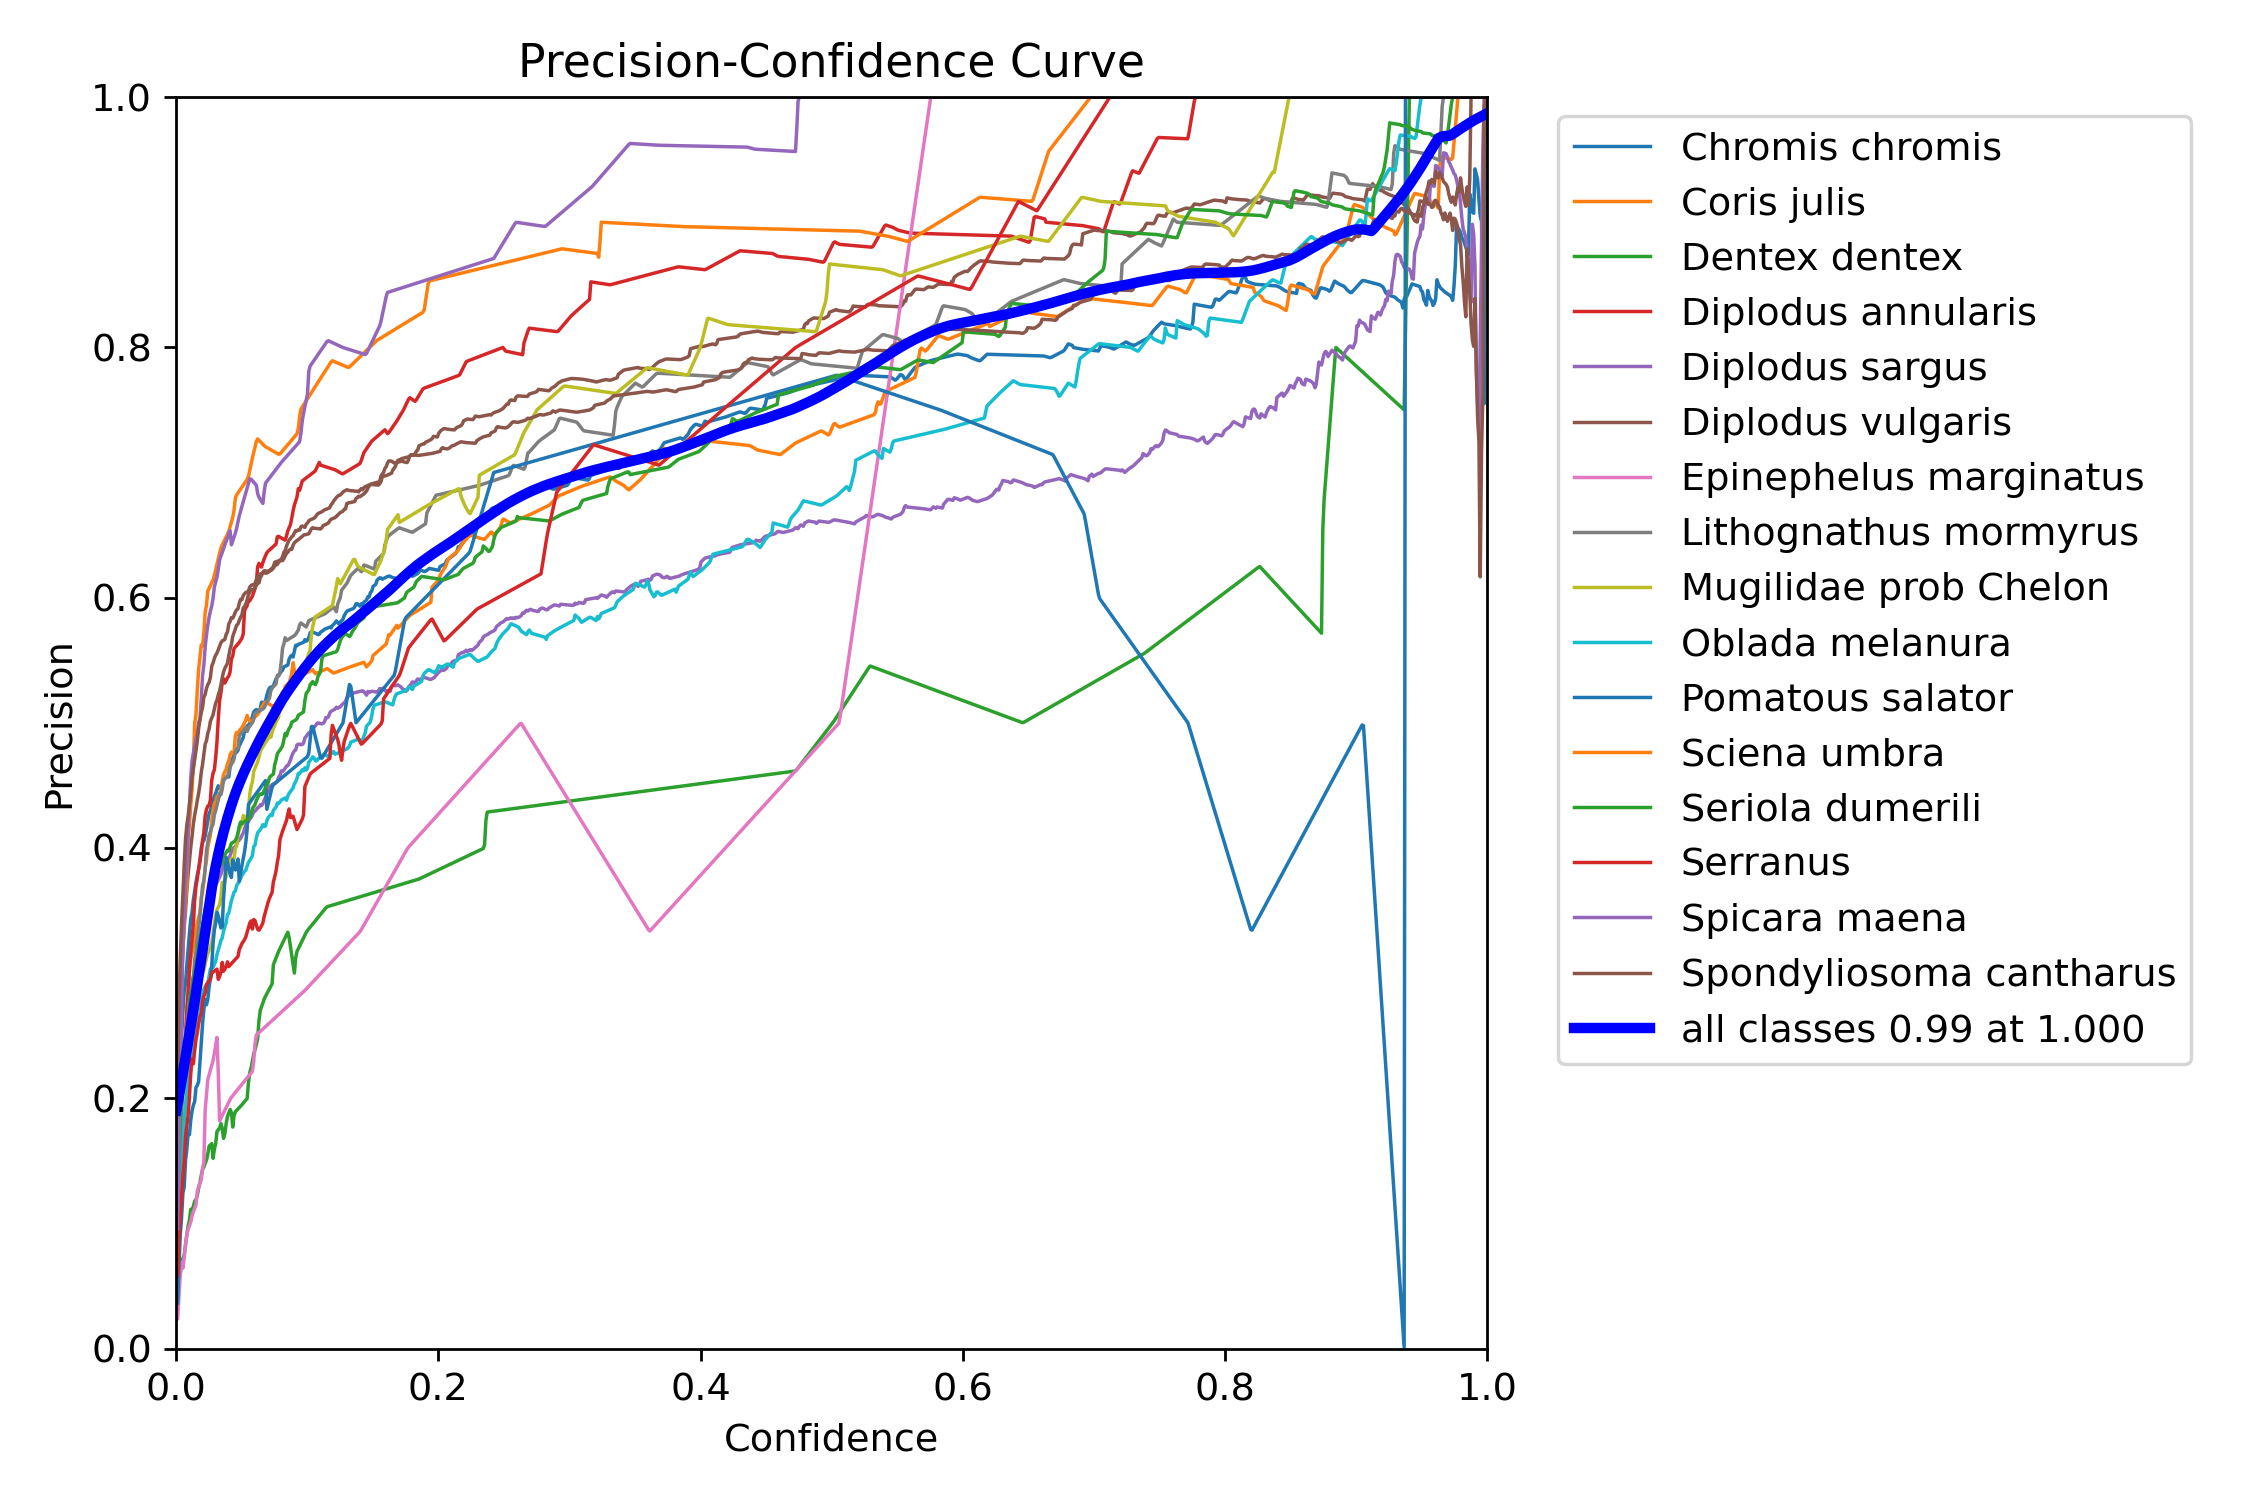 Precision-Confidence Curve
1.0
0.8
0.6
0.4
0.2
0.0
Precision
0.0 0.2 0.4 0.6 0.8 1.0
Confidence
Chromis chromis
Coris julis
Dentex dentex
Diplodus annularis
Diplodus sargus
Diplodus vulgaris
Epinephelus marginatus
Lithognathus mormyrus
Mugilidae prob Chelon
Oblada melanura
Pomatous salator
Sciena umbra
Seriola dumerili
Serranus
Spicara maena
Spondyliosoma cantharus
all classes 0.99 at 1.000